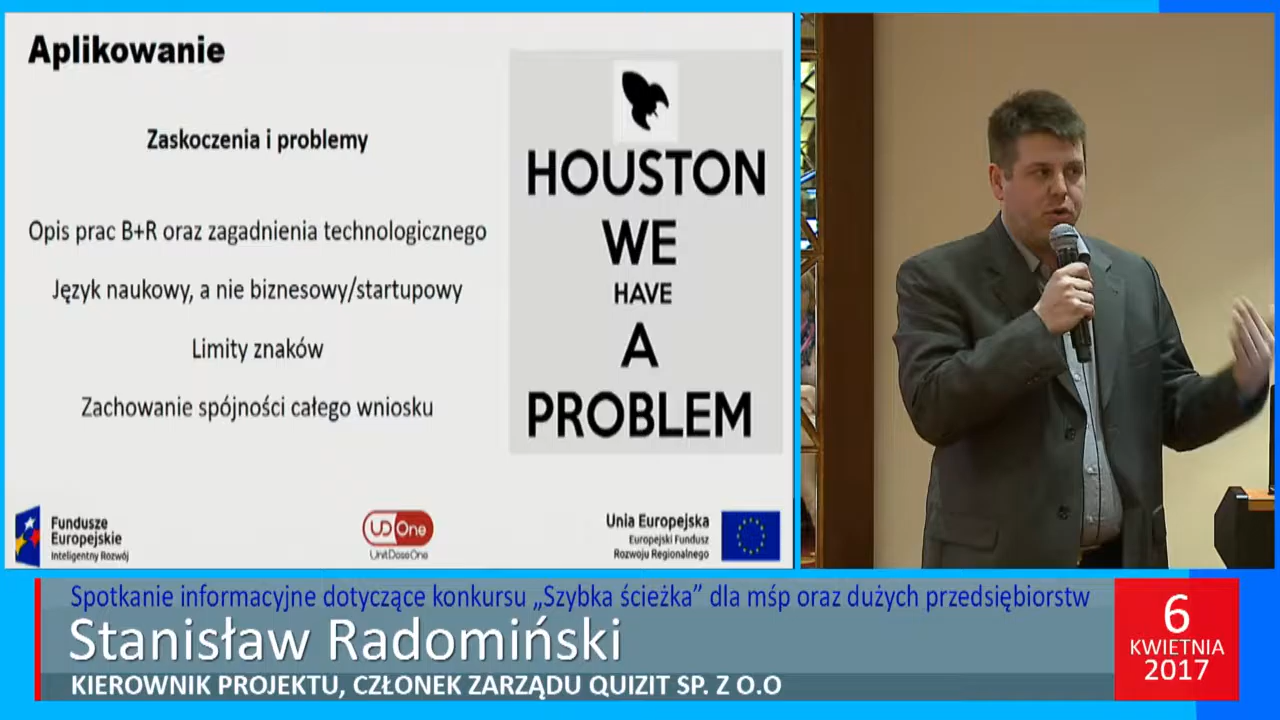 Aplikowanie
Zaskoczenia i problemy
Opis prac B+R oraz zagadnienia technologicznego
Język naukowy, a nie biznesowy/startupowy
Limity znaków
Zachowanie spójności całego wniosku
HOUSTON
WE
HAVE
A
PROBLEM
Fundusze
Europejskie
Inteligentny Rozwój
UD One
UnitDoseOne
Unia Europejska
Europejski Fundusz
Rozwoju Regionalnego
Spotkanie informacyjne dotyczące konkursu „Szybka ścieżka” dla mśp oraz dużych przedsiębiorstw
Stanisław Radomiński
KIEROWNIK PROJEKTU, CZŁONEK ZARZĄDU QUIZIT SP. Z O.O
6
KWIETNIA
2017